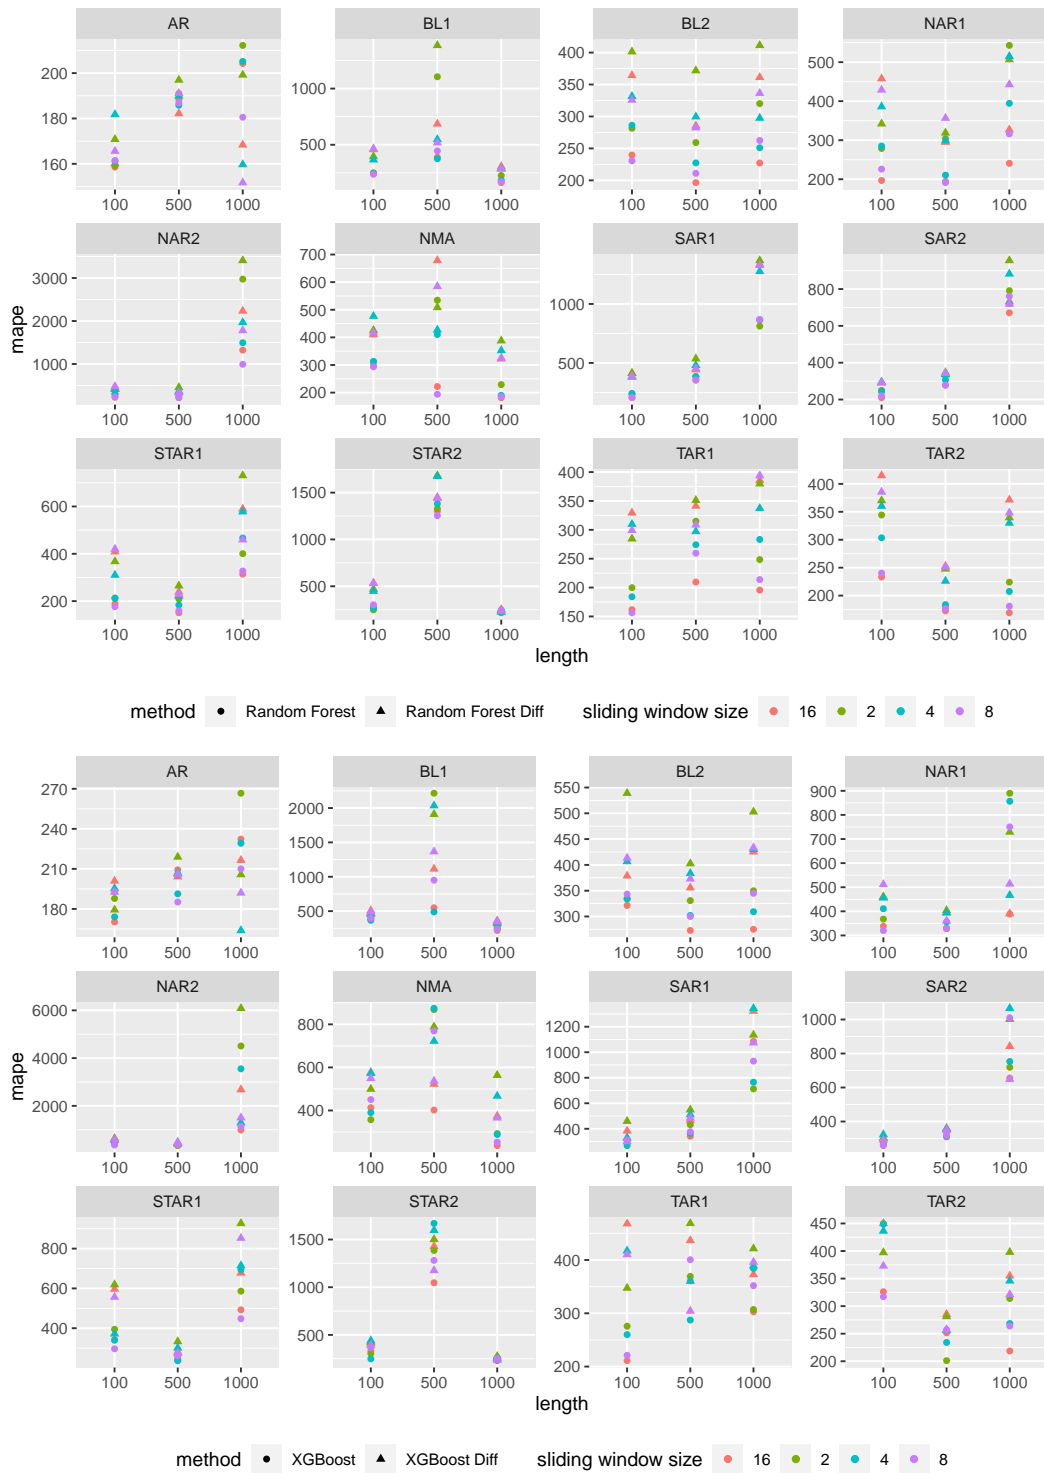 AR BL1 BL2 NAR1
200 180 160
1000 500
400 350 300 250 200
500 400 300 200
100 500 1000 100 500 1000 100 500 1000 100 500 1000
NAR2 NMA SAR1 SAR2
3000 2000 1000
700 600 500 400 300 200
1000 500
800 600 400 200
100 500 1000 100 500 1000 100 500 1000 100 500 1000
STAR1 STAR2 TAR1 TAR2
600 400 200
1500 1000 500
400 350 300 250 200 150
400 350 300 250 200
100 500 1000 100 500 1000 100 500 1000 100 500 1000
mape
length
method Random Forest Random Forest Diff sliding window size 16 2 4 8
AR BL1 BL2 NAR1
270 240 210 180
2000 1500 1000 500
550 500 450 400 350 300
900 800 700 600 500 400 300
100 500 1000 100 500 1000 100 500 1000 100 500 1000
NAR2 NMA SAR1 SAR2
6000 4000 2000
800 600 400
1200 1000 800 600 400
1000 800 600 400
100 500 1000 100 500 1000 100 500 1000 100 500 1000
STAR1 STAR2 TAR1 TAR2
800 600 400
1500 1000 500
400 300 200
450 400 350 300 250 200
100 500 1000 100 500 1000 100 500 1000 100 500 1000
mape
length
method XGBoost XGBoost Diff sliding window size 16 2 4 8